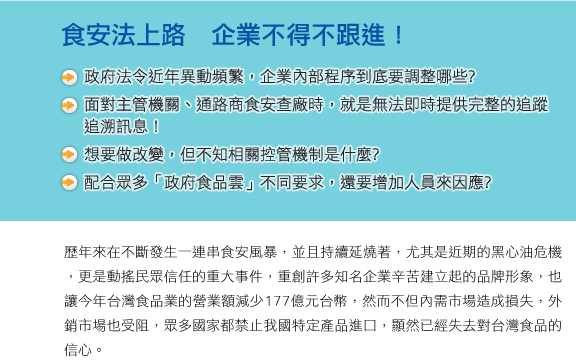 食安法上路　企業不得不跟進！
政府法令近年異動頻繁，企業內部程序到底要調整哪些?
面對主管機關、通路商食安查廠時，就是無法即時提供完整的追蹤
追溯訊息！
想要做改變，但不知相關控管機制是什麼?
配合眾多「政府食品雲」不同要求，還要增加人員來因應?
歷年來在不斷發生一連串食安風暴，並且持續延燒著，尤其是近期的黑心油危機
，更是動搖民眾信任的重大事件，重創許多知名企業辛苦建立起的品牌形象，也
讓今年台灣食品業的營業額減少177億元台幣，然而不但內需市場造成損失，外
銷市場也受阻，眾多國家都禁止我國特定產品進口，顯然已經失去對台灣食品的
信心。